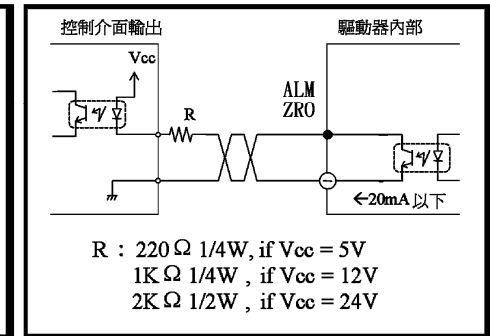 控制介面輸出
驅動器內部
Vcc
R
ALM
ZRO
←20mA 以下
R : 220Ω 1/4W, if Vcc = 5V
1KΩ 1/4W , if Vcc = 12V
2KΩ 1/2W , if Vcc = 24V